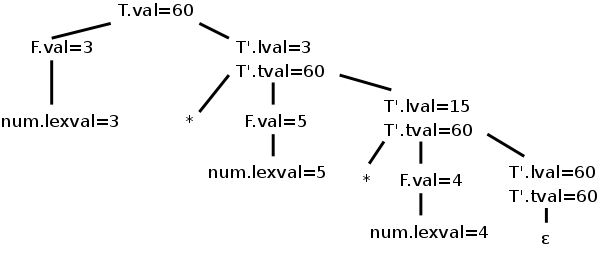 T.val=60
F.val=3
T'.lval=3
T'.tval=60
num.lexval=3
*
F.val=5
T'.lval=15
T'.tval=60
num.lexval=5
*
F.val=4
T'.lval=60
T'.tval=60
num.lexval=4
ε